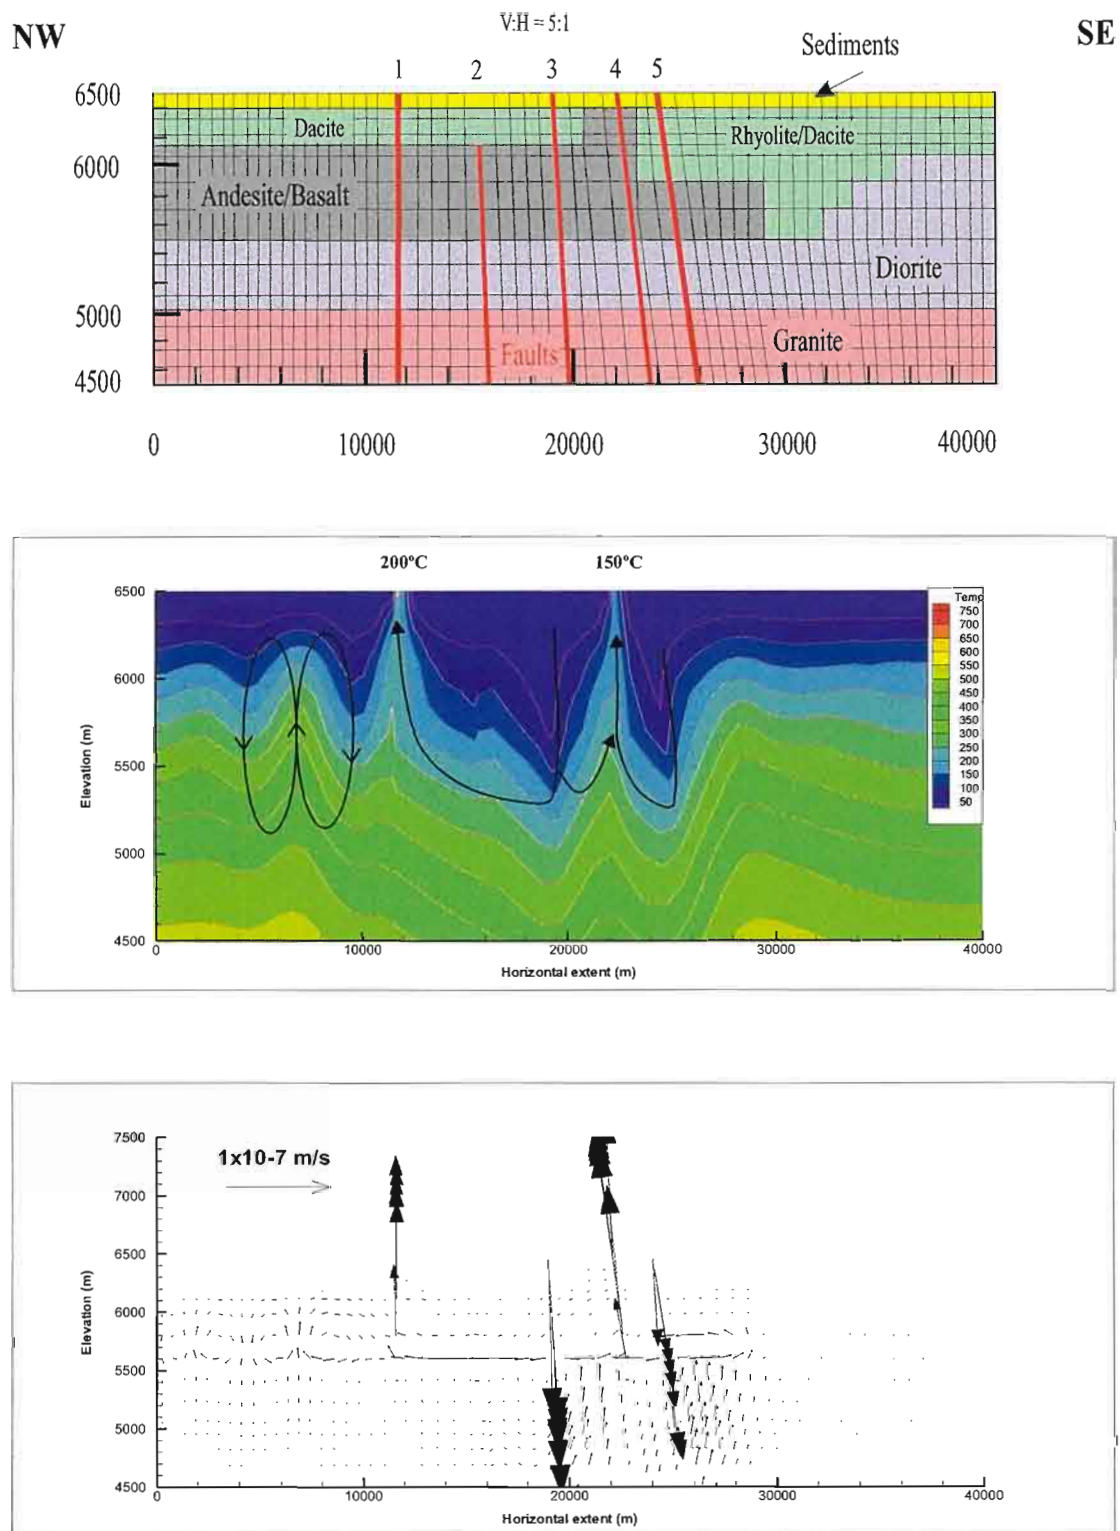 NW
V:H = 5:1
SE
Sediments
1 2 3 4 5
6500
Dacite
Rhyolite/Dacite
6000
Andesite/Basalt
Diorite
5000
Granite
Faults
4500
0 10000 20000 30000 40000
200°C 150°C
6500
Temp
750
700
650
600
550
500
450
400
350
300
250
200
150
100
50
6000
5500
5000
4500
Elevation (m)
0 10000 20000 30000 40000
Horizontal extent (m)
7500
1x10-7 m/s
7000
6500
6000
5500
5000
4500
Elevation (m)
0 10000 20000 30000 40000
Horizontal extent (m)